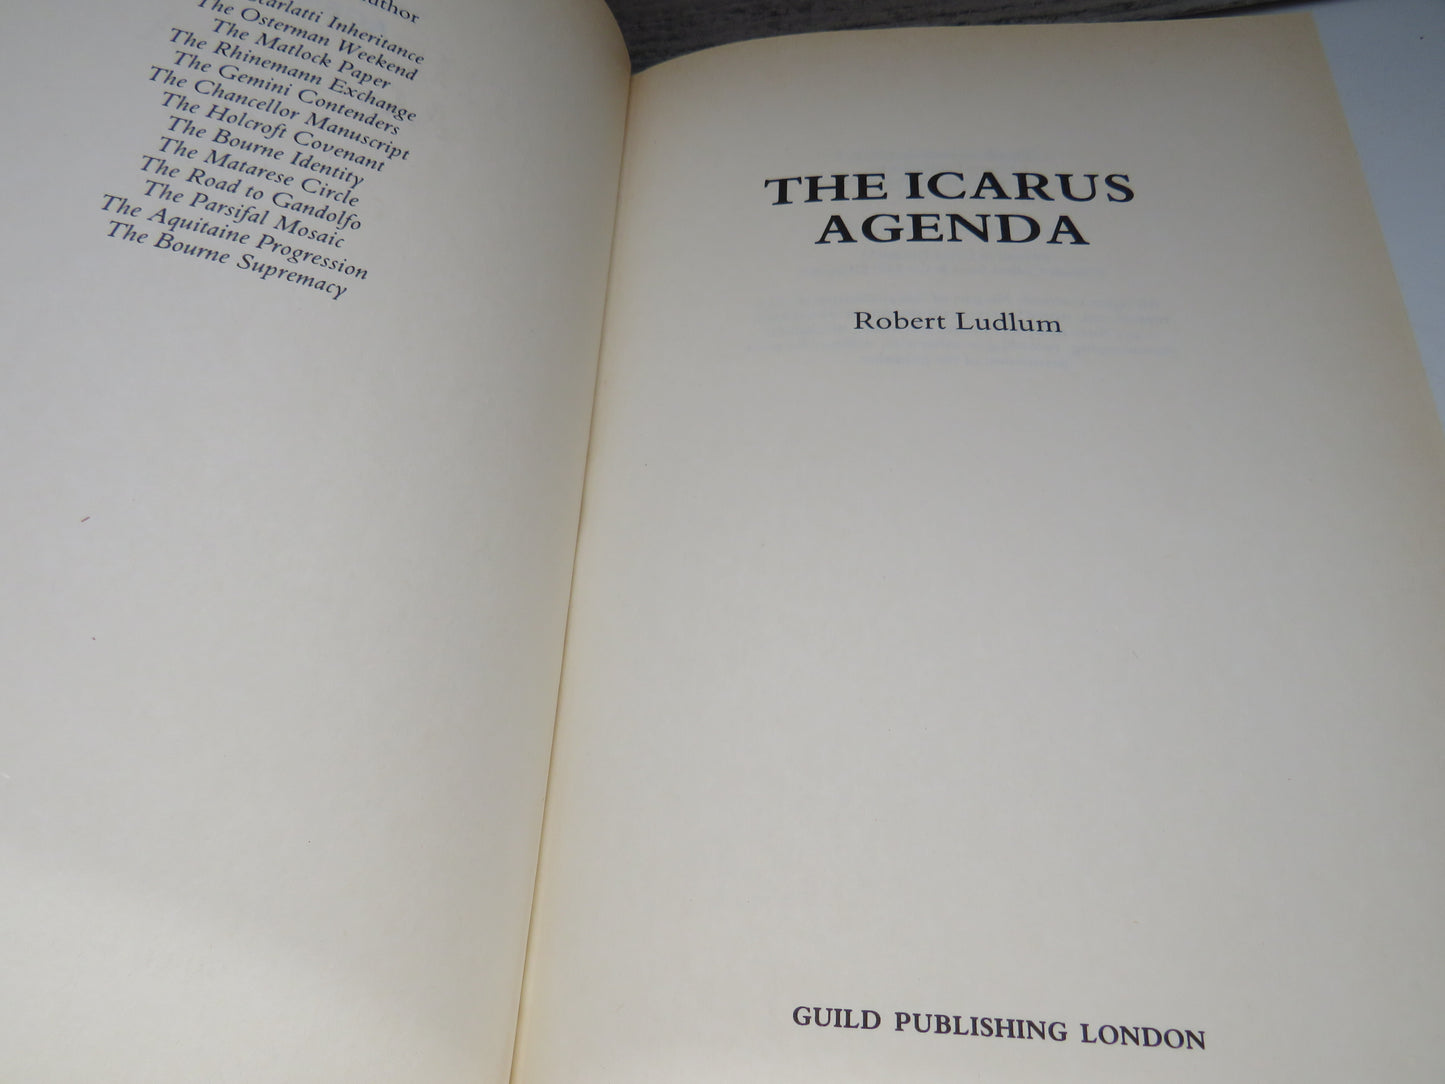 Scarlatti Inheritance
The Osterman Weekend
The Matlock Paper
The Rhinemann Exchange
The Gemini Contenders
The Chancellor Manuscript
The Holcroft Covenant
The Bourne Identity
The Matarese Circle
The Road to Gandolfo
The Parsifal Mosaic
The Aquitaine Progression
The Bourne Supremacy
THE ICARUS
AGENDA
Robert Ludlum
GUILD PUBLISHING LONDON